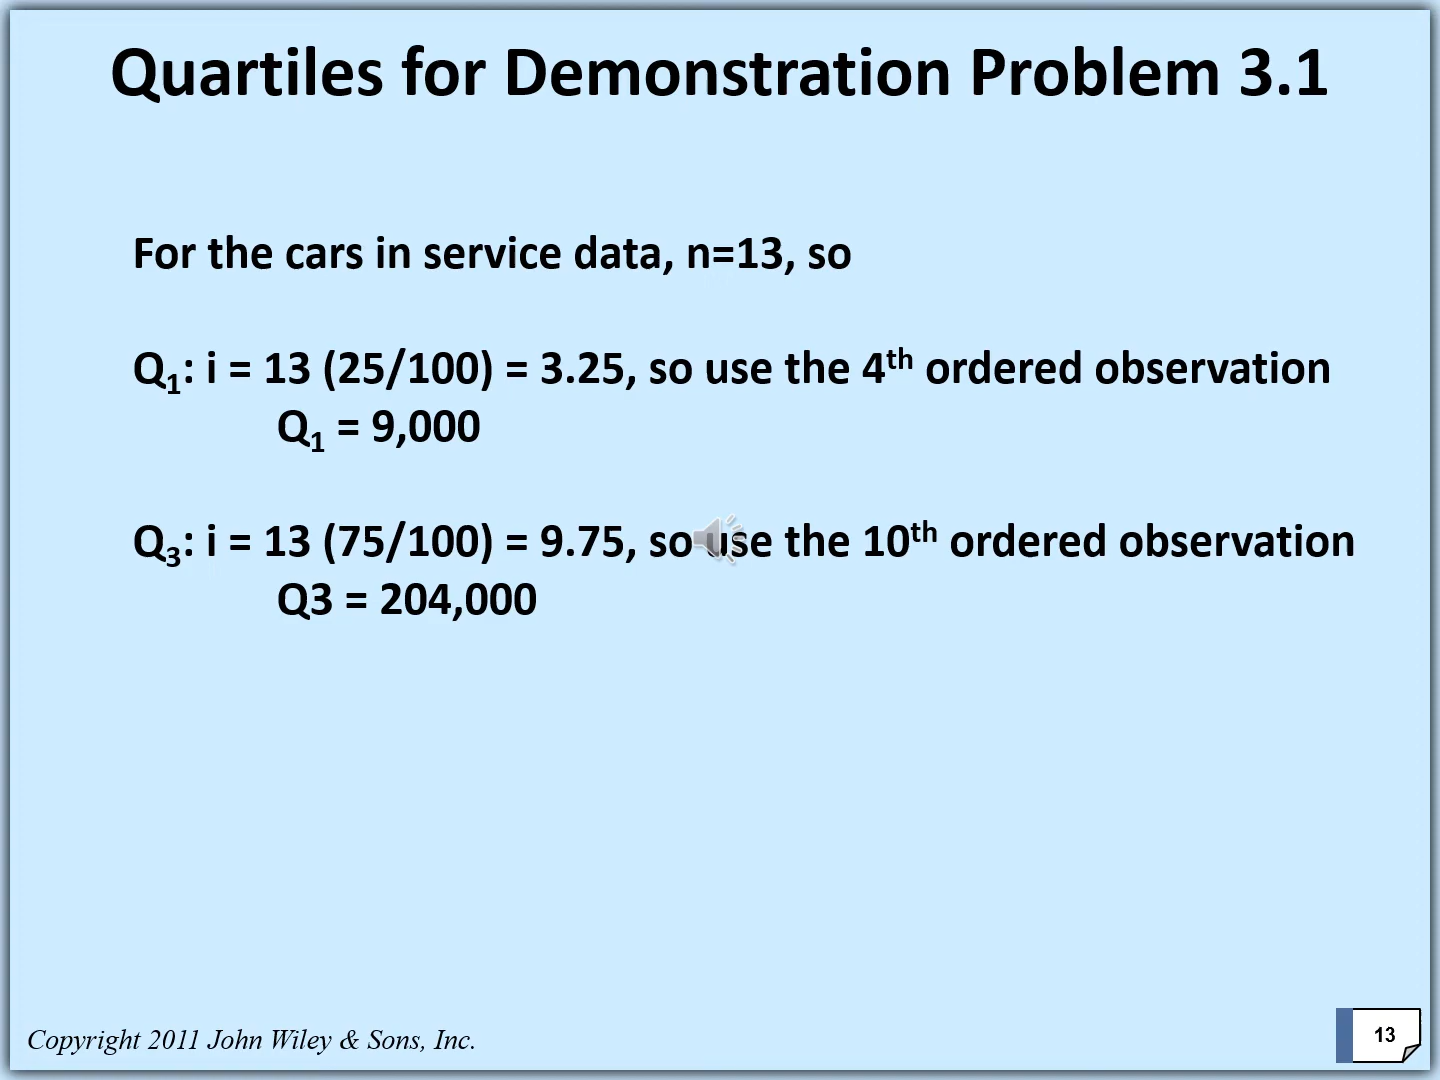 Quartiles for Demonstration Problem 3.1
For the cars in service data, n=13, so
Q₁: i = 13 (25/100) = 3.25, so use the 4ᵗʰ ordered observation
Q₁ = 9,000
Q₃: i = 13 (75/100) = 9.75, so use the 10ᵗʰ ordered observation
Q3 = 204,000
Copyright 2011 John Wiley & Sons, Inc.
13